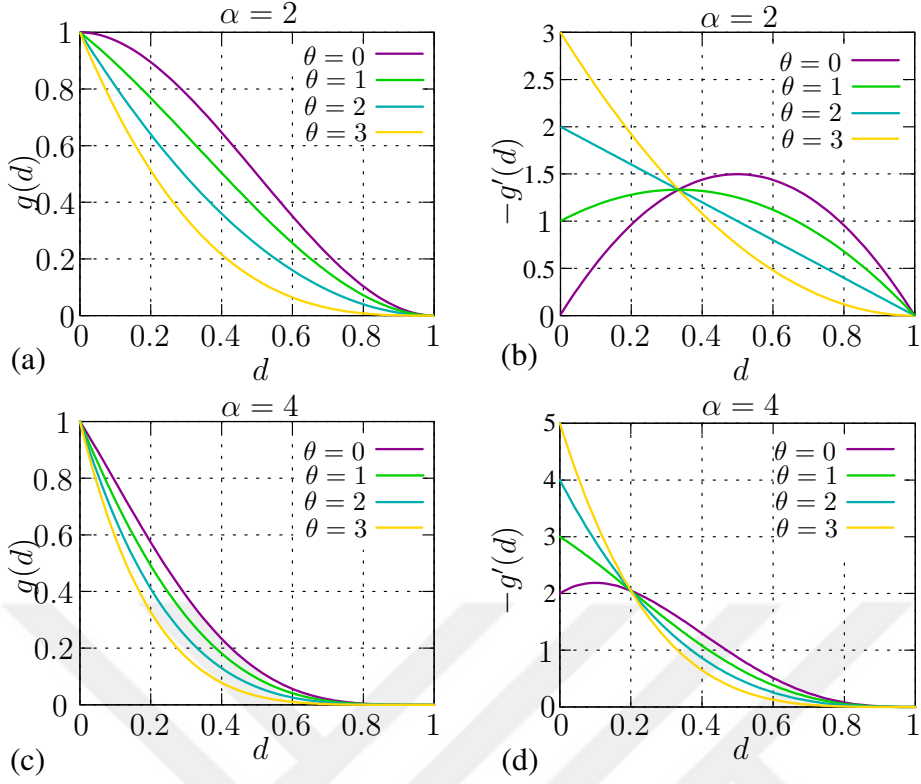 α = 2
g(d)
1
0.8
0.6
0.4
0.2
0
0 0.2 0.4 0.6 0.8 1
d
θ = 0
θ = 1
θ = 2
θ = 3
(a)
α = 2
−g′(d)
3
2.5
2
1.5
1
0.5
0
0 0.2 0.4 0.6 0.8 1
d
θ = 0
θ = 1
θ = 2
θ = 3
(b)
α = 4
g(d)
1
0.8
0.6
0.4
0.2
0
0 0.2 0.4 0.6 0.8 1
d
θ = 0
θ = 1
θ = 2
θ = 3
(c)
α = 4
−g′(d)
5
4
3
2
1
0
0 0.2 0.4 0.6 0.8 1
d
θ = 0
θ = 1
θ = 2
θ = 3
(d)